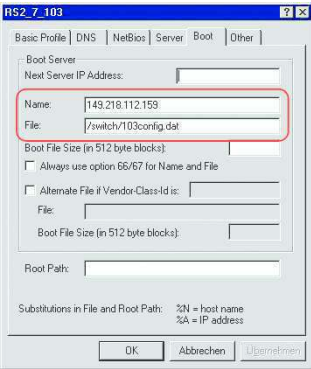 RS2_7_103
Basic Profile DNS NetBios Server Boot Other
Boot Server
Next Server IP Address:
Name: 149.218.112.159
File: /switch/103config.dat
Boot File Size (in 512 byte blocks):
Always use option 66/67 for Name and File
Alternate File if Vendor-Class-Id is:
File:
Boot File Size (in 512 byte blocks):
Root Path:
Substitutions in File and Root Path: %N = host name
%A = IP address
OK Abbrechen Übernehmen